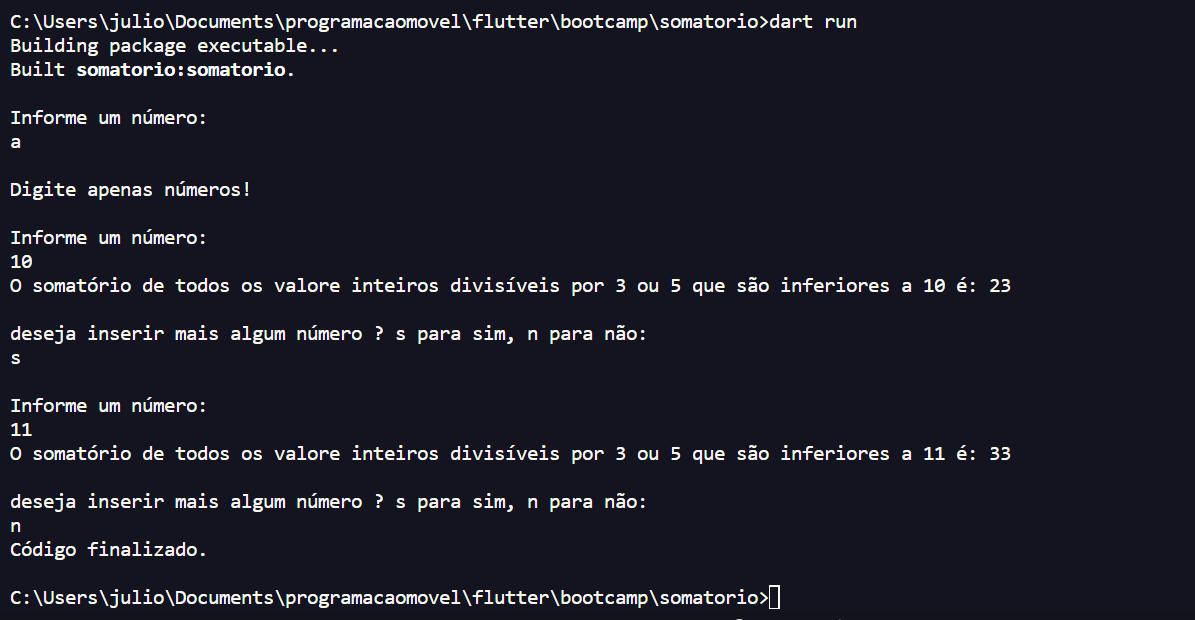 C:\Users\julio\Documents\programacaomovel\flutter\bootcamp\somatorio>dart run
Building package executable...
Built somatorio:somatorio.
Informe um número:
a
Digite apenas números!
Informe um número:
10
O somatório de todos os valore inteiros divisíveis por 3 ou 5 que são inferiores a 10 é: 23
deseja inserir mais algum número ? s para sim, n para não:
s
Informe um número:
11
O somatório de todos os valore inteiros divisíveis por 3 ou 5 que são inferiores a 11 é: 33
deseja inserir mais algum número ? s para sim, n para não:
n
Código finalizado.
C:\Users\julio\Documents\programacaomovel\flutter\bootcamp\somatorio>